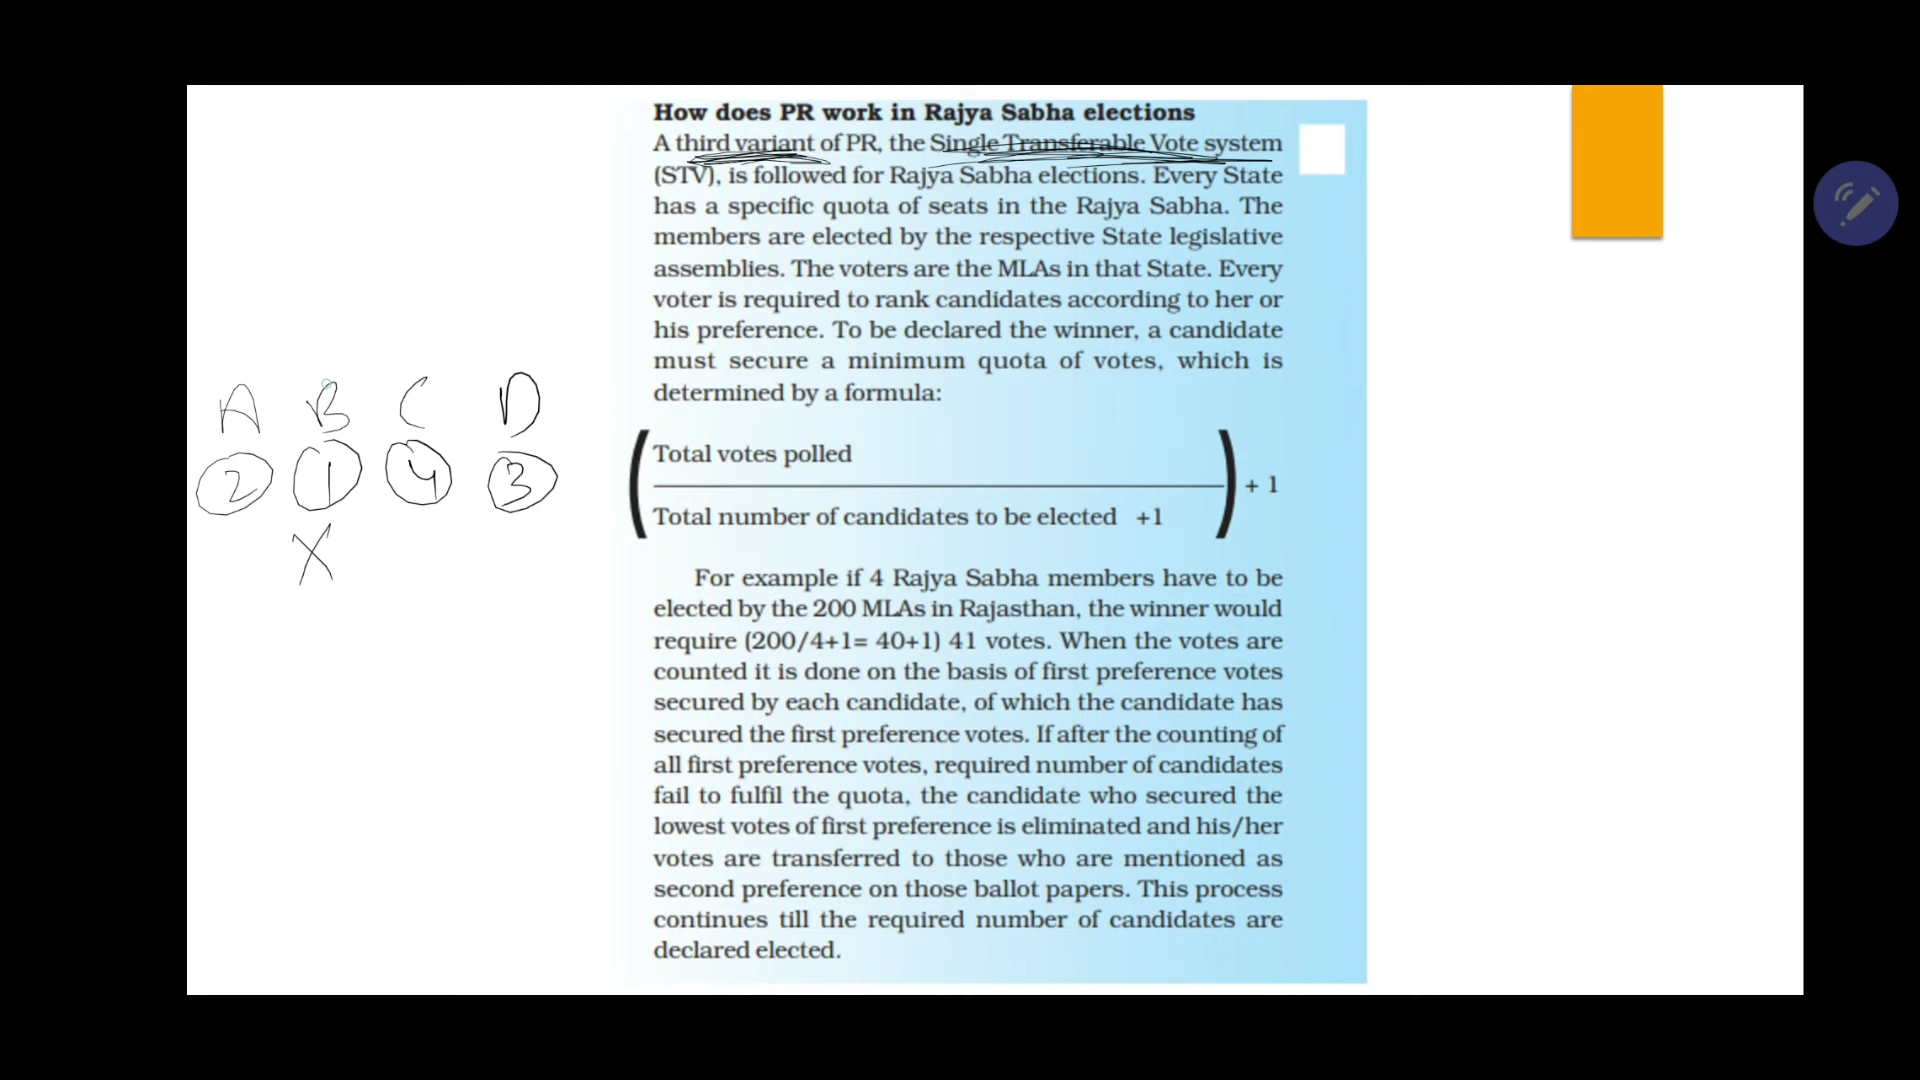 How does PR work in Rajya Sabha elections
A third variant of PR, the Single Transferable Vote system
(STV), is followed for Rajya Sabha elections. Every State
has a specific quota of seats in the Rajya Sabha. The
members are elected by the respective State legislative
assemblies. The voters are the MLAs in that State. Every
voter is required to rank candidates according to her or
his preference. To be declared the winner, a candidate
must secure a minimum quota of votes, which is
determined by a formula:
A B C D
2 1 4 3
X
( Total votes polled
) + 1
Total number of candidates to be elected +1
For example if 4 Rajya Sabha members have to be
elected by the 200 MLAs in Rajasthan, the winner would
require (200/4+1= 40+1) 41 votes. When the votes are
counted it is done on the basis of first preference votes
secured by each candidate, of which the candidate has
secured the first preference votes. If after the counting of
all first preference votes, required number of candidates
fail to fulfil the quota, the candidate who secured the
lowest votes of first preference is eliminated and his/her
votes are transferred to those who are mentioned as
second preference on those ballot papers. This process
continues till the required number of candidates are
declared elected.